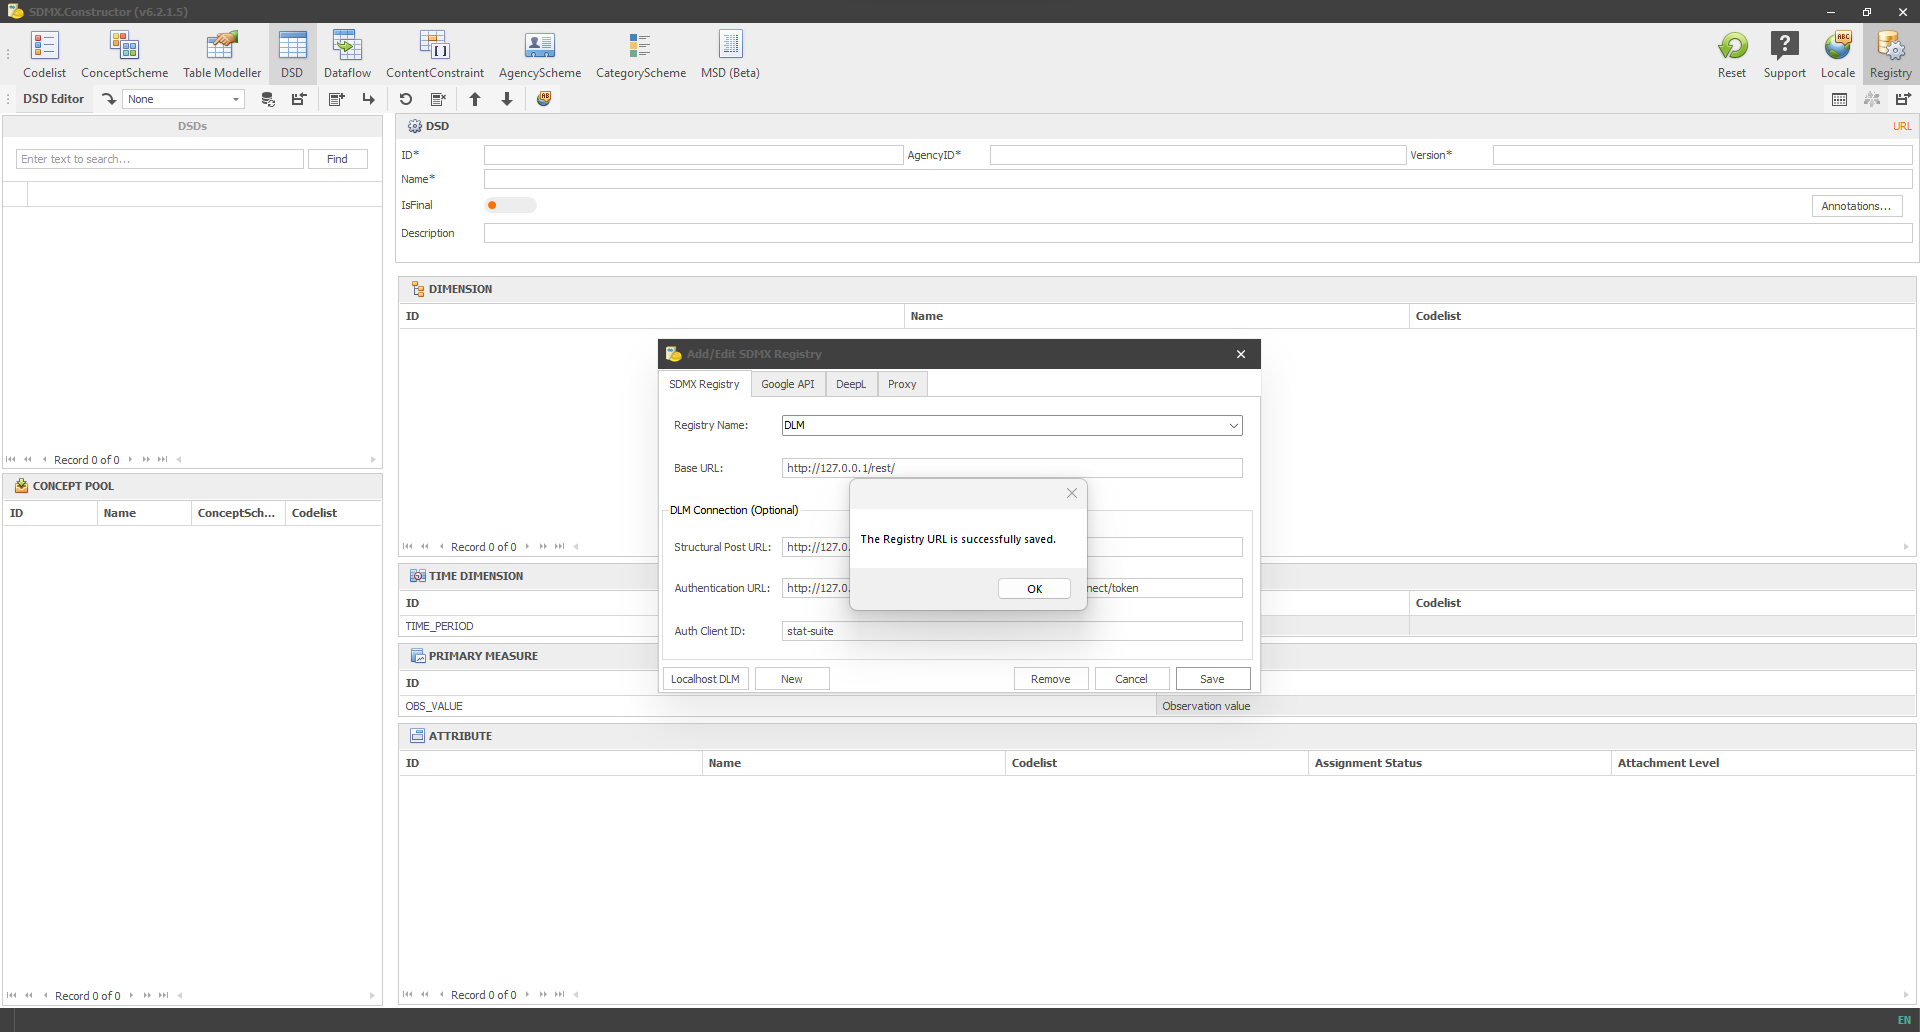 SDMX.Constructor (v6.2.1.5)
Codelist
ConceptScheme
Table Modeller
DSD
Dataflow
ContentConstraint
AgencyScheme
CategoryScheme
MSD (Beta)
Reset
Support
Locale
Registry
DSD Editor
None
DSDs
Enter text to search...
Find
Record 0 of 0
CONCEPT POOL
ID Name ConceptSch... Codelist
Record 0 of 0
DSD
URL
ID*
AgencyID*
Version*
Name*
IsFinal
Annotations...
Description
DIMENSION
ID Name Codelist
Record 0 of 0
TIME DIMENSION
ID Codelist
TIME_PERIOD
PRIMARY MEASURE
ID
OBS_VALUE Observation value
ATTRIBUTE
ID Name Codelist Assignment Status Attachment Level
Record 0 of 0
Add/Edit SDMX Registry
SDMX Registry Google API DeepL Proxy
Registry Name: DLM
Base URL: http://127.0.0.1/rest/
DLM Connection (Optional)
Structural Post URL: http://127.0.
Authentication URL: http://127.0. nect/token
Auth Client ID: stat-suite
Localhost DLM New Remove Cancel Save
The Registry URL is successfully saved.
OK
EN